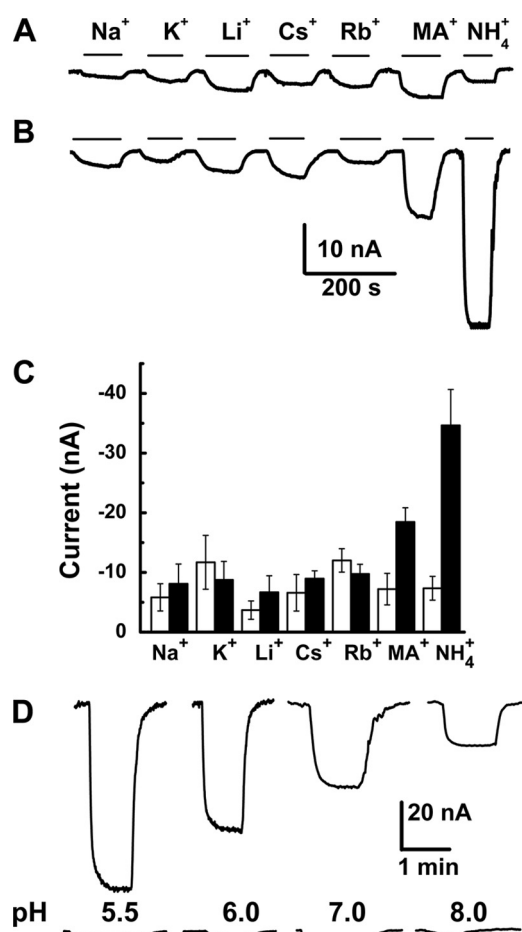 A Na⁺ K⁺ Li⁺ Cs⁺ Rb⁺ MA⁺ NH₄⁺
B
10 nA
200 s
C
Current (nA)
-40
-30
-20
-10
0
Na⁺ K⁺ Li⁺ Cs⁺ Rb⁺ MA⁺ NH₄⁺
D
20 nA
1 min
pH 5.5 6.0 7.0 8.0